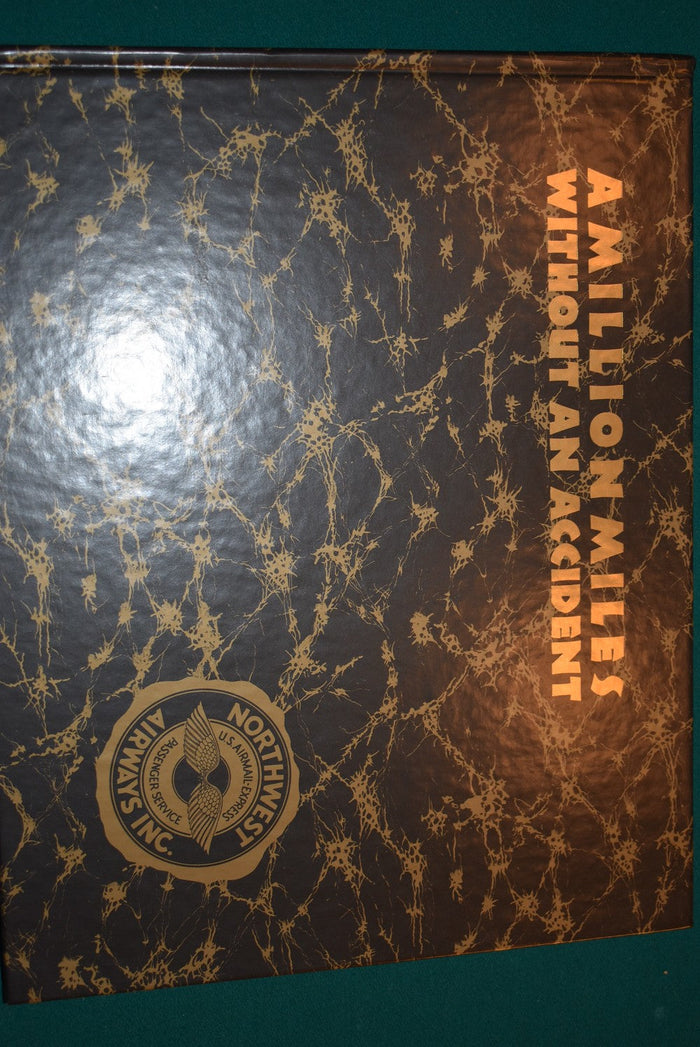 A MILLION MILES
WITHOUT AN ACCIDENT
NORTHWEST
U.S. AIRMAIL-EXPRESS
PASSENGER SERVICE
AIRWAYS INC.